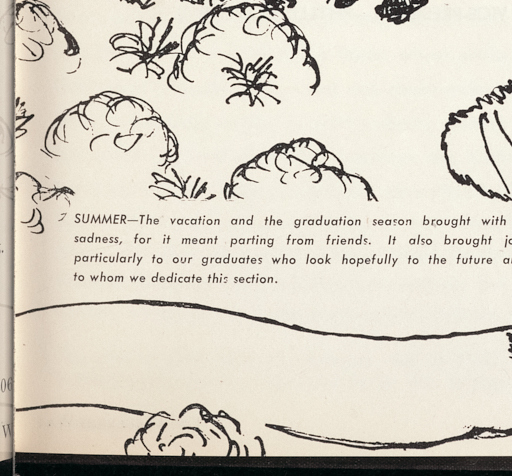 SUMMER—The vacation and the graduation season brought with
sadness, for it meant parting from friends. It also brought
particularly to our graduates who look hopefully to the future
to whom we dedicate this section.
06
W